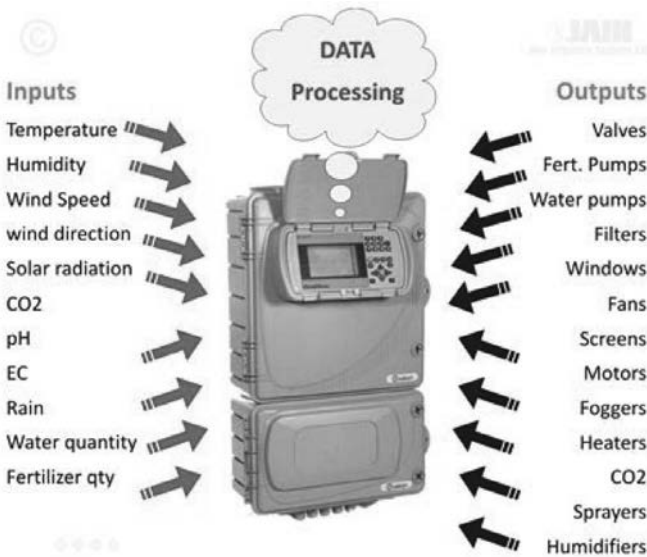 ©
JAIN
DATA
Processing
Inputs
Temperature
Humidity
Wind Speed
wind direction
Solar radiation
CO2
pH
EC
Rain
Water quantity
Fertilizer qty
Outputs
Valves
Fert. Pumps
Water pumps
Filters
Windows
Fans
Screens
Motors
Foggers
Heaters
CO2
Sprayers
Humidifiers